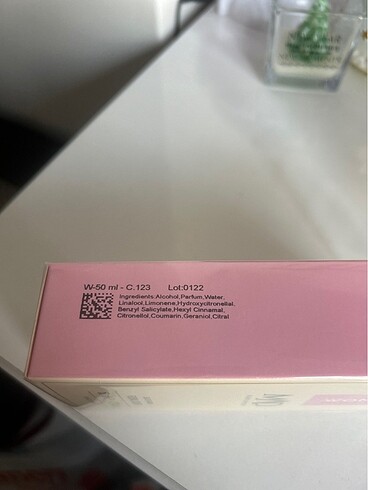 W-50 ml - C.123 Lot:0122
Ingredients:Alcohol,Parfum,Water,
Linalool,Limonene,Hydroxycitronellal,
Benzyl Salicylate,Hexyl Cinnamal,
Citronellol,Coumarin,Geraniol,Citral